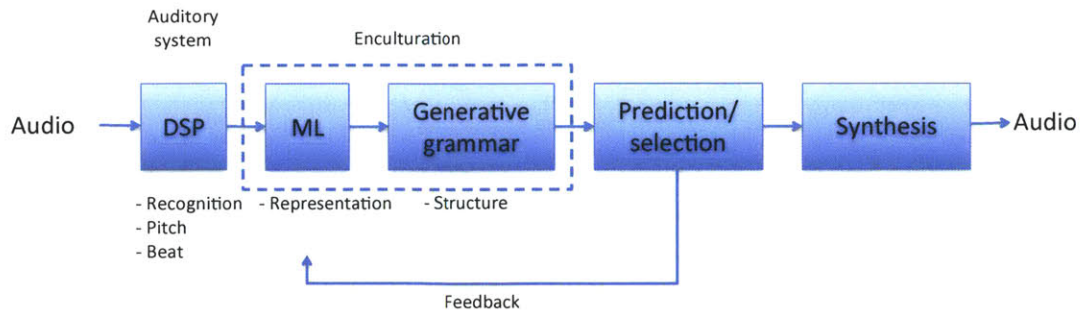 Auditory
system
Enculturation
Audio
DSP
ML
Generative
grammar
Prediction/
selection
Synthesis
Audio
- Recognition
- Pitch
- Beat
- Representation
- Structure
Feedback